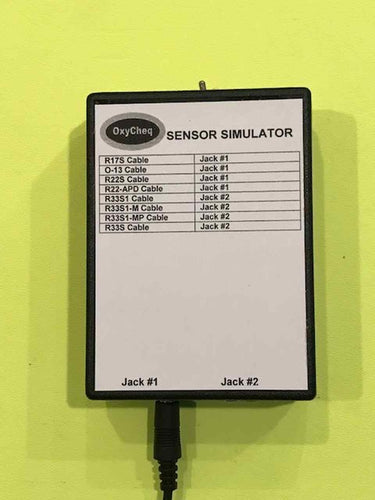 OxyCheq SENSOR SIMULATOR
R17S Cable Jack #1
O-13 Cable Jack #1
R22S Cable Jack #1
R22-APD Cable Jack #1
R33S1 Cable Jack #2
R33S1-M Cable Jack #2
R33S1-MP Cable Jack #2
R33S Cable Jack #2
Jack #1 Jack #2